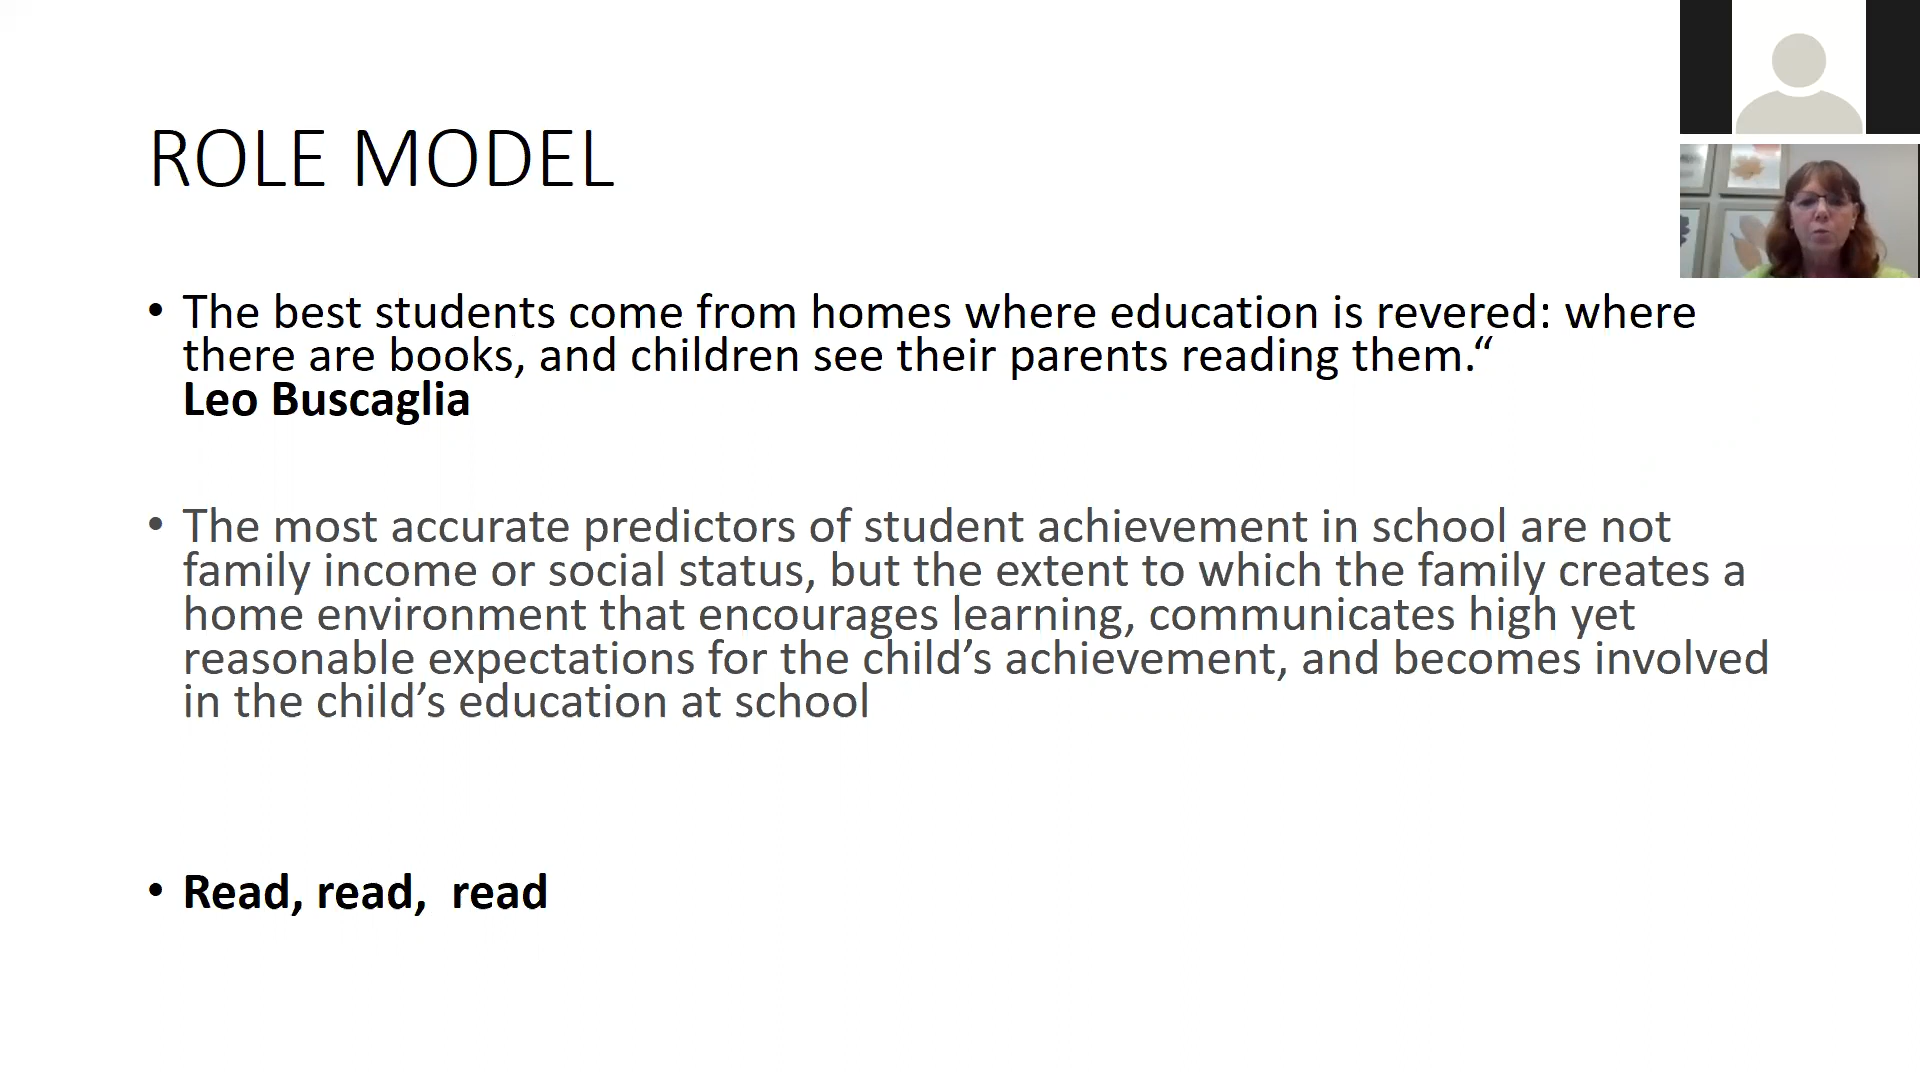 ROLE MODEL
• The best students come from homes where education is revered: where
there are books, and children see their parents reading them.“
Leo Buscaglia
• The most accurate predictors of student achievement in school are not
family income or social status, but the extent to which the family creates a
home environment that encourages learning, communicates high yet
reasonable expectations for the child’s achievement, and becomes involved
in the child’s education at school
• Read, read,  read